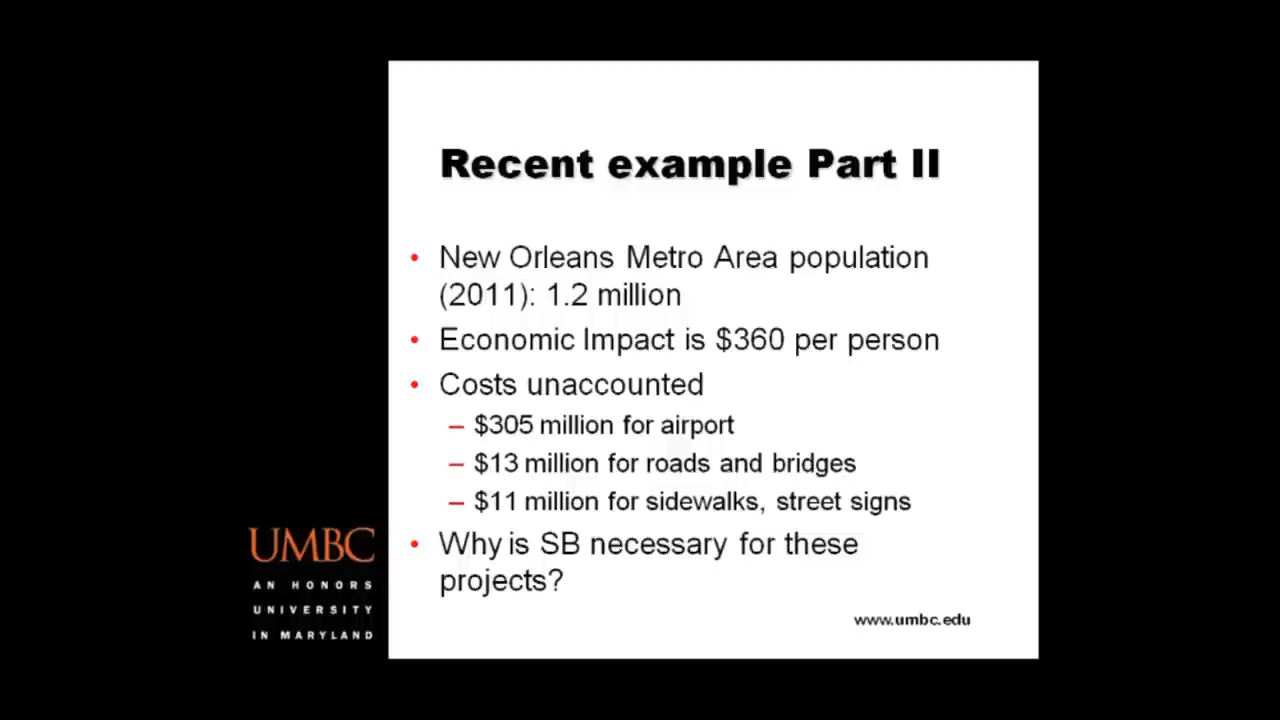 Recent example Part II
• New Orleans Metro Area population
(2011): 1.2 million
• Economic Impact is $360 per person
• Costs unaccounted
– $305 million for airport
– $13 million for roads and bridges
– $11 million for sidewalks, street signs
• Why is SB necessary for these
projects?
www.umbc.edu
UMBC
AN HONORS
UNIVERSITY
IN MARYLAND